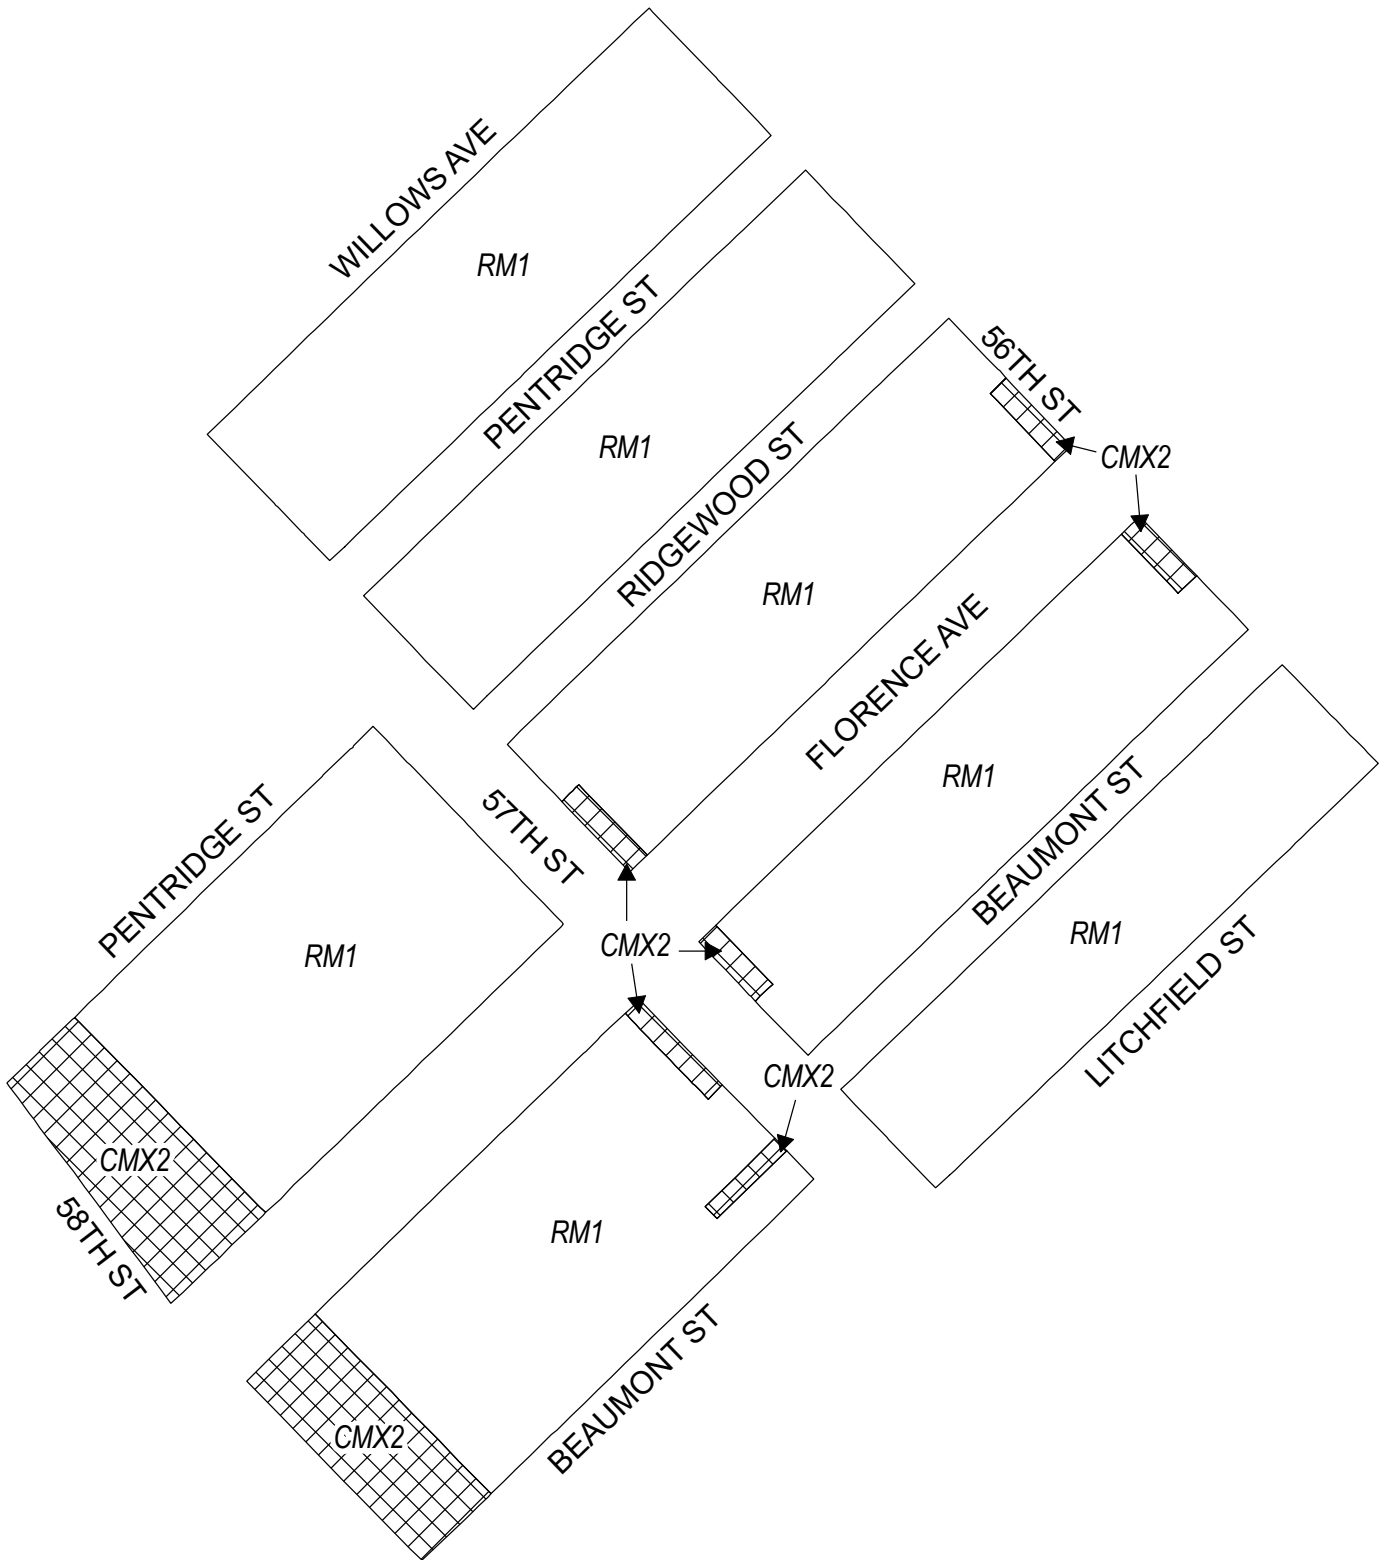 WILLOWS AVE
RM1
PENTRIDGE ST
56TH ST
RM1
RIDGEWOOD ST
CMX2
RM1
FLORENCE AVE
RM1
BEAUMONT ST
57TH ST
PENTRIDGE ST
RM1
CMX2
RM1
LITCHFIELD ST
CMX2
CMX2
58TH ST
RM1
BEAUMONT ST
CMX2